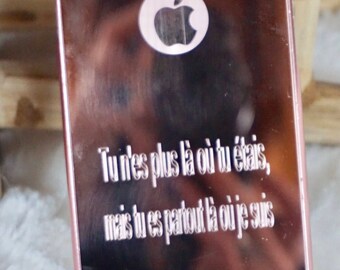 Tu n'es plus là où tu étais,
mais tu es partout là où je suis